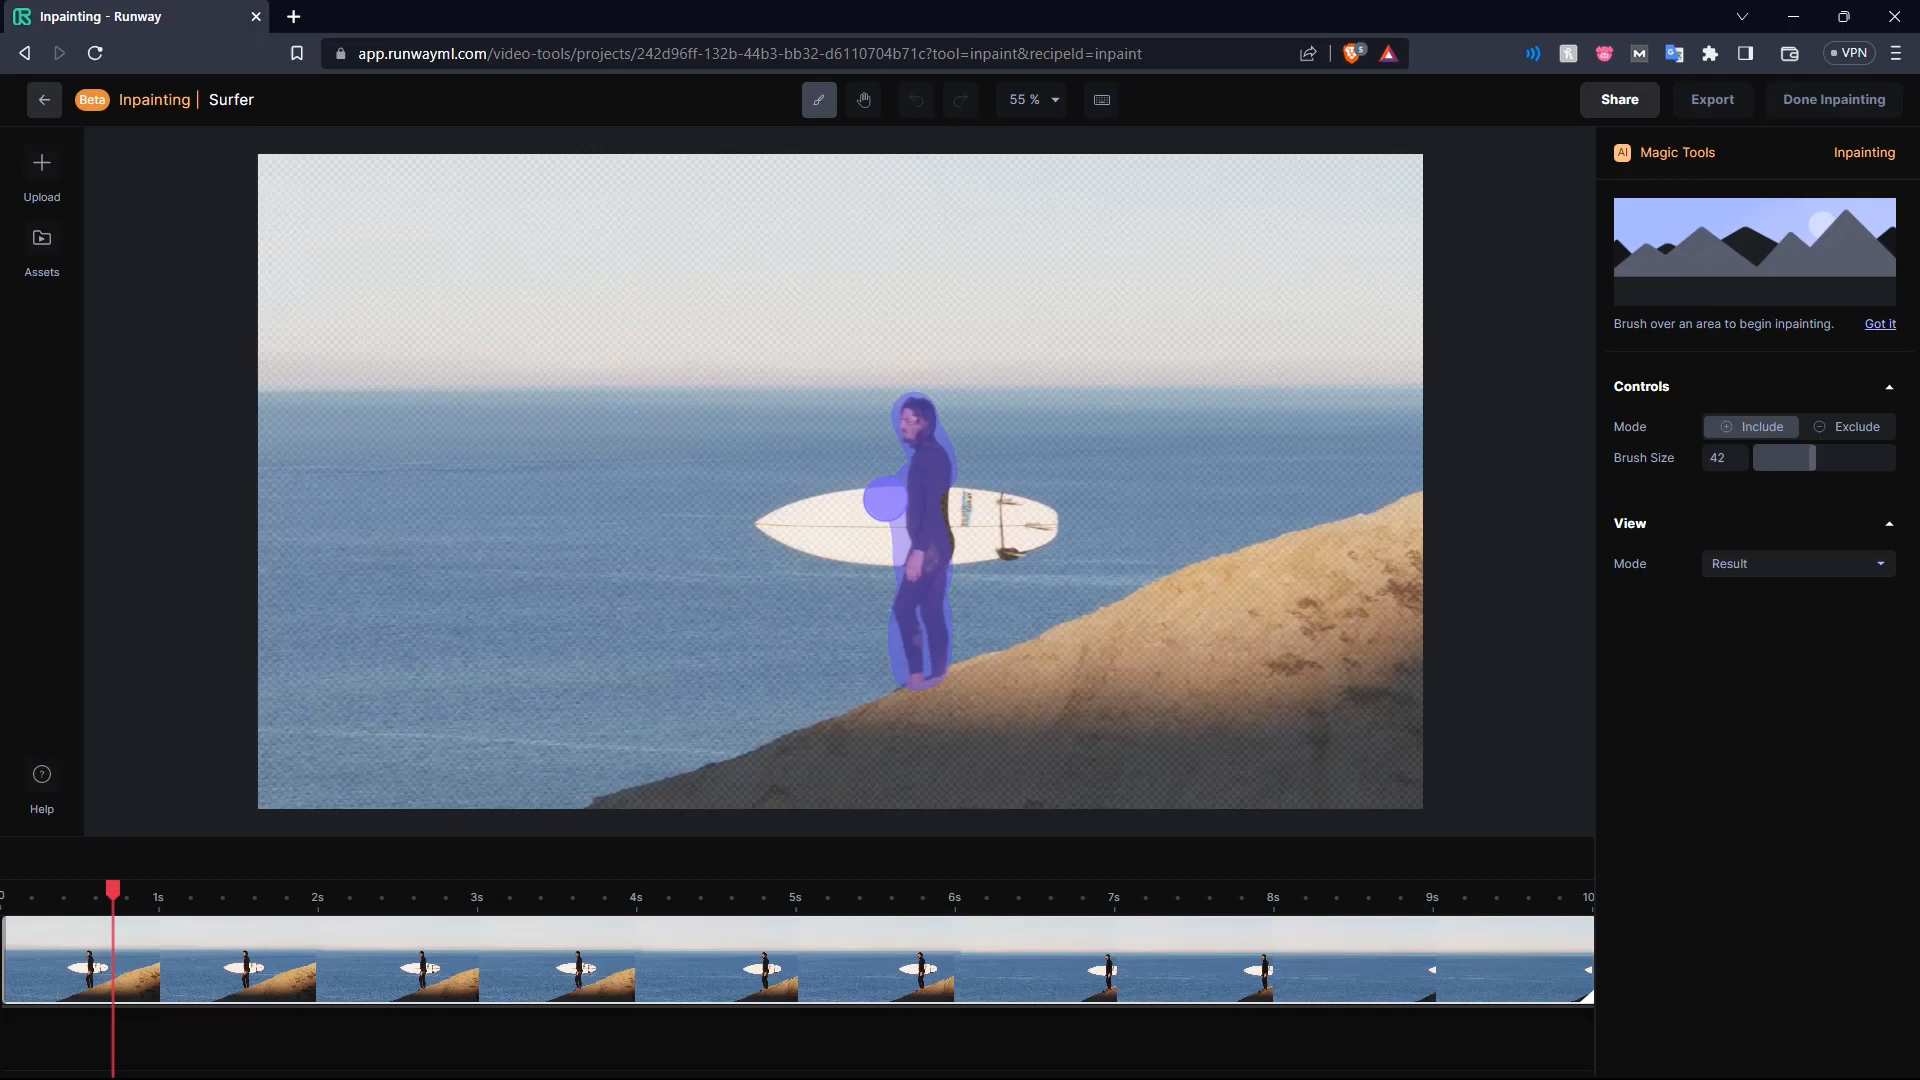 Inpainting - Runway
app.runwayml.com/video-tools/projects/242d96ff-132b-44b3-bb32-d6110704b71c?tool=inpaint&recipeId=inpaint
5
VPN
Beta Inpainting | Surfer
55 %
Share
Export
Done Inpainting
Upload
Assets
Help
AI Magic Tools
Inpainting
Brush over an area to begin inpainting.
Got it
Controls
Mode
Include
Exclude
Brush Size
42
View
Mode
Result
0 1s 2s 3s 4s 5s 6s 7s 8s 9s 10